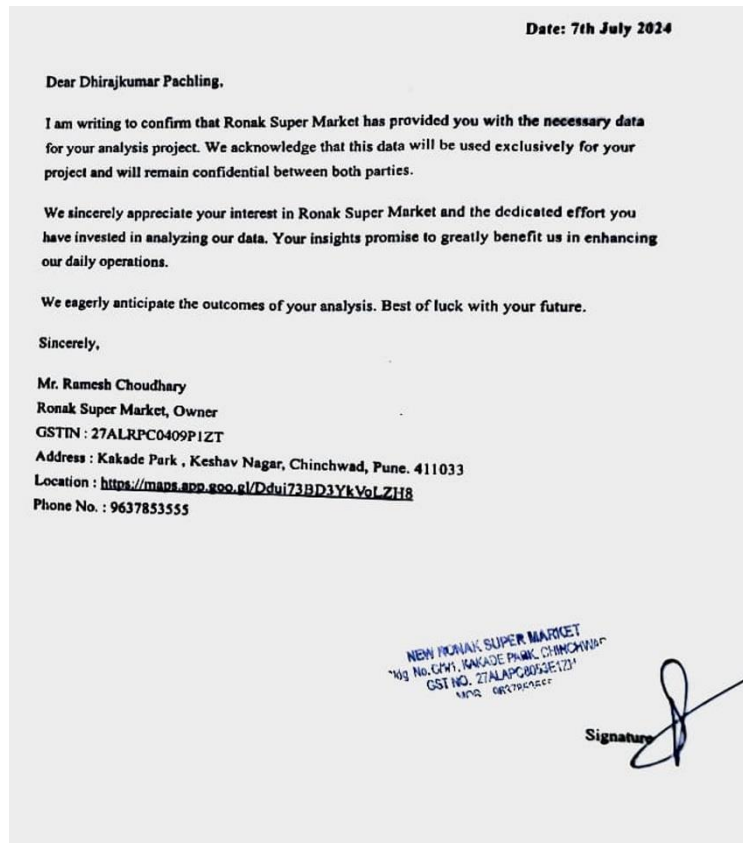 Date: 7th July 2024
Dear Dhirajkumar Pachling,
I am writing to confirm that Ronak Super Market has provided you with the necessary data
for your analysis project. We acknowledge that this data will be used exclusively for your
project and will remain confidential between both parties.
We sincerely appreciate your interest in Ronak Super Market and the dedicated effort you
have invested in analyzing our data. Your insights promise to greatly benefit us in enhancing
our daily operations.
We eagerly anticipate the outcomes of your analysis. Best of luck with your future.
Sincerely,
Mr. Ramesh Choudhary
Ronak Super Market, Owner
GSTIN : 27ALRPC0409P1ZT
Address : Kakade Park , Keshav Nagar, Chinchwad, Pune. 411033
Location : https://maps.app.goo.gl/Ddui73BD3YkVoLZH8
Phone No. : 9637853555
NEW RONAK SUPER MARKET
No. KAKADE PARK, CHINCHWAD
GST NO.
Signature